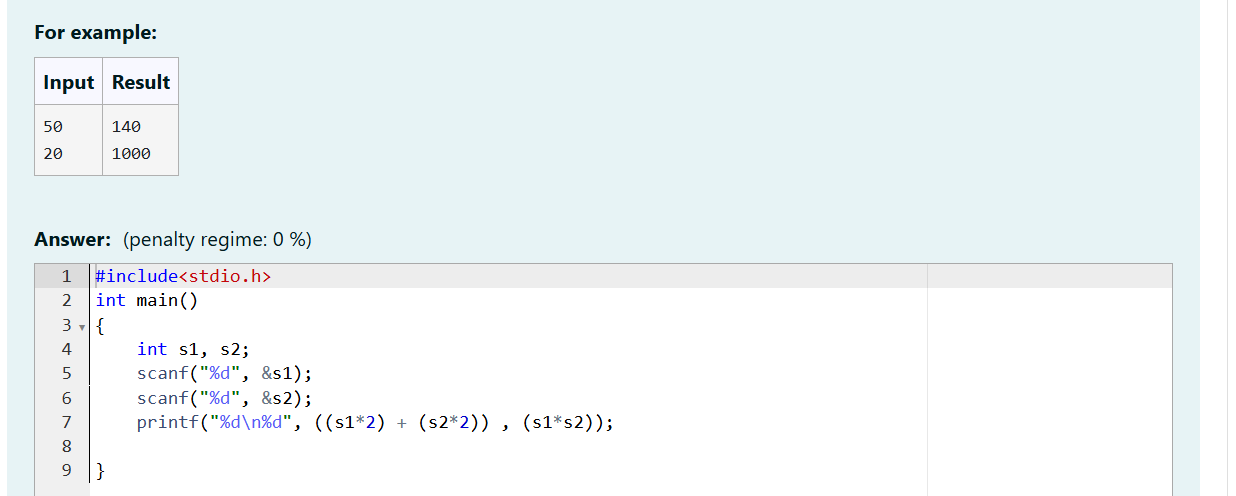 For example:
Input Result
50 140
20 1000
Answer: (penalty regime: 0 %)
1 #include<stdio.h>
2 int main()
3 {
4     int s1, s2;
5     scanf("%d", &s1);
6     scanf("%d", &s2);
7     printf("%d\n%d", ((s1*2) + (s2*2)) , (s1*s2));
8
9 }